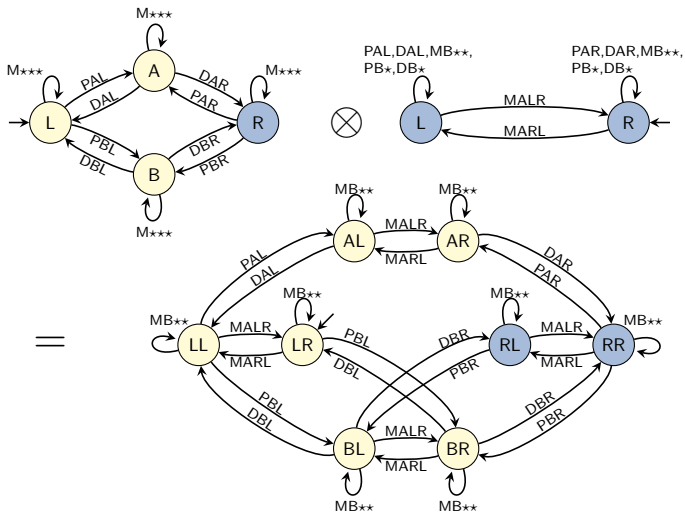 M⋆⋆⋆
M⋆⋆⋆ PAL A DAR M⋆⋆⋆
DAL PAR
L R
PBL DBR
DBL B PBR
M⋆⋆⋆
⊗
PAL,DAL,MB⋆⋆, PAR,DAR,MB⋆⋆,
PB⋆,DB⋆ PB⋆,DB⋆
L MALR R
MARL
MB⋆⋆ MB⋆⋆
AL MALR AR
MARL
PAL DAR
DAL PAR
=
MB⋆⋆ MB⋆⋆ MB⋆⋆ MB⋆⋆
LL MALR LR PBL DBR RL MALR RR
MARL DBL PBR MARL
PBL DBR
DBL PBR
BL MALR BR
MARL
MB⋆⋆ MB⋆⋆